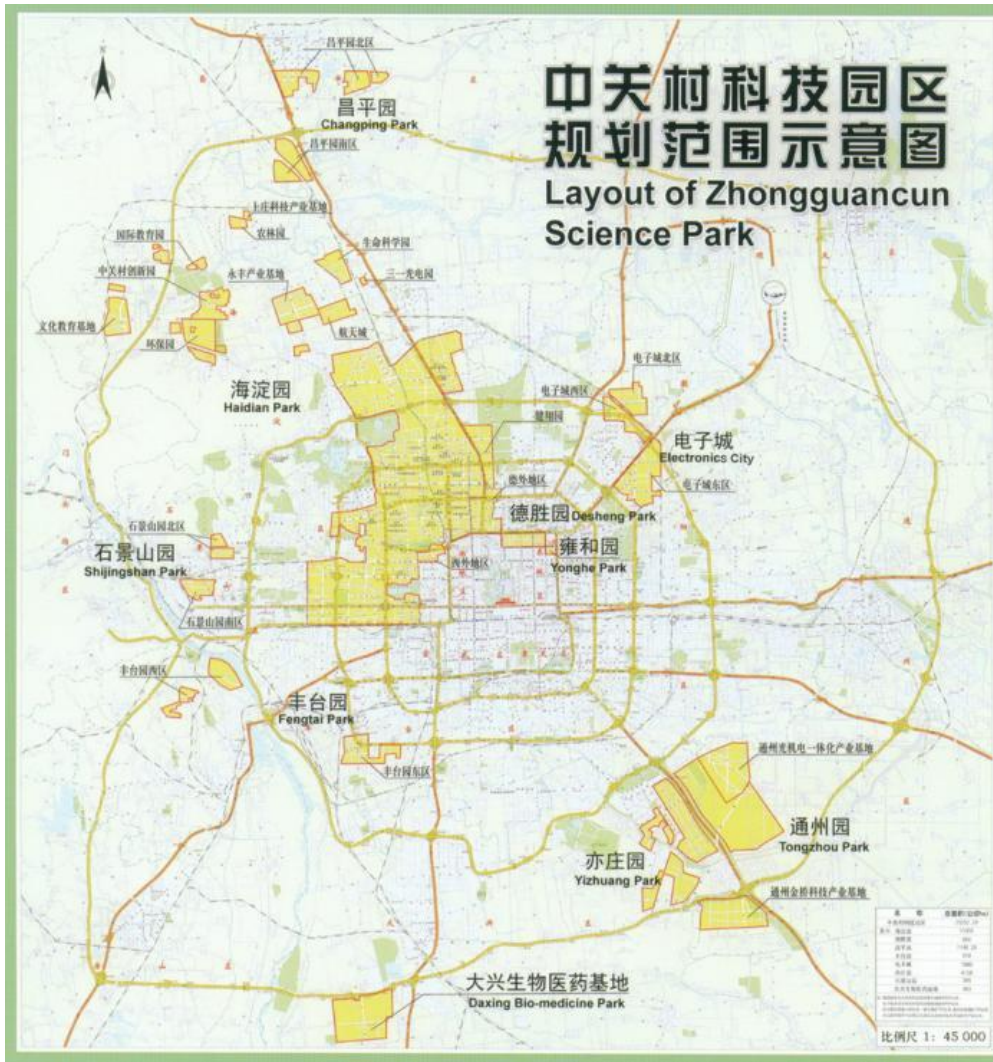 中关村科技园区
规划范围示意图
Layout of Zhongguancun
Science Park
昌平园北区
昌平园
Changping Park
昌平园南区
上庄科技产业基地
农林园
国际教育园
生命科学园
中关村创新园
永丰产业基地
三一光电园
文化教育基地
环保园
航天城
海淀园
Haidian Park
电子城北区
电子城西区
健翔园
电子城
Electronics City
德外地区
电子城东区
德胜园 Desheng Park
石景山园北区
雍和园
Yonghe Park
石景山园
Shijingshan Park
西外地区
石景山园南区
丰台园西区
丰台园
Fengtai Park
丰台园东区
通州光机电一体化产业基地
通州园
Tongzhou Park
亦庄园
Yizhuang Park
通州金桥科技产业基地
大兴生物医药基地
Daxing Bio-medicine Park
比例尺 1: 45 000